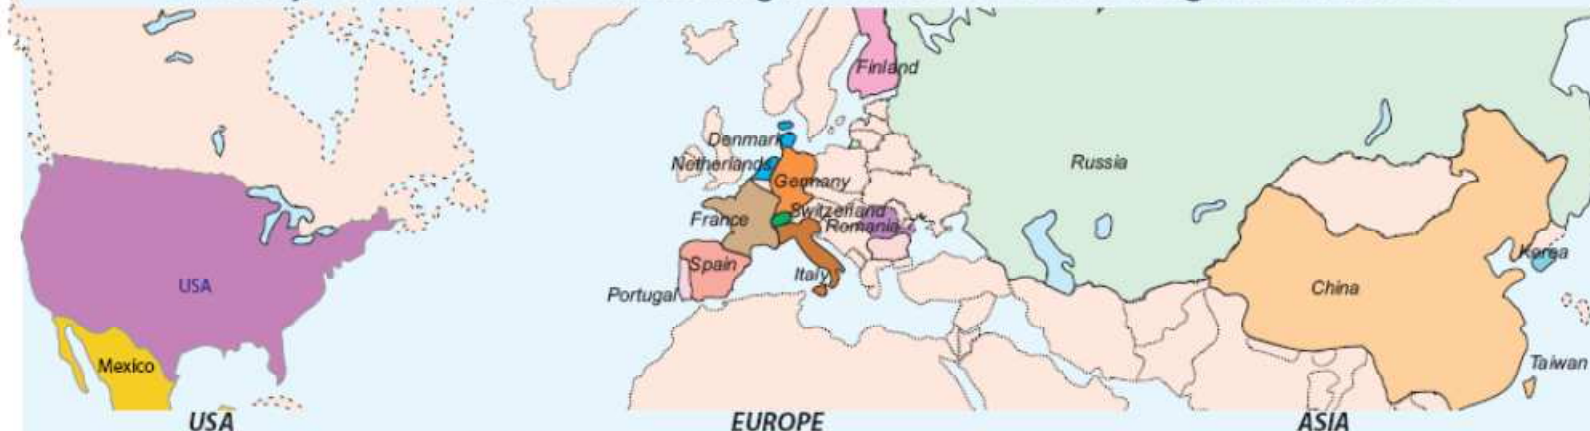 Finland
Denmark
Netherlands
Germany
Russia
Switzerland
France
Romania
Korea
Spain
Italy
USA
China
Portugal
Mexico
Taiwan
USA
EUROPE
ASIA